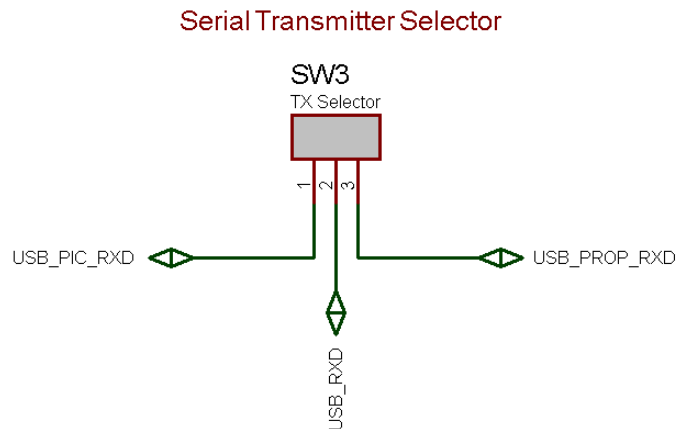 Serial Transmitter Selector
SW3
TX Selector
1
2
3
USB_PIC_RXD
USB_PROP_RXD
USB_RXD